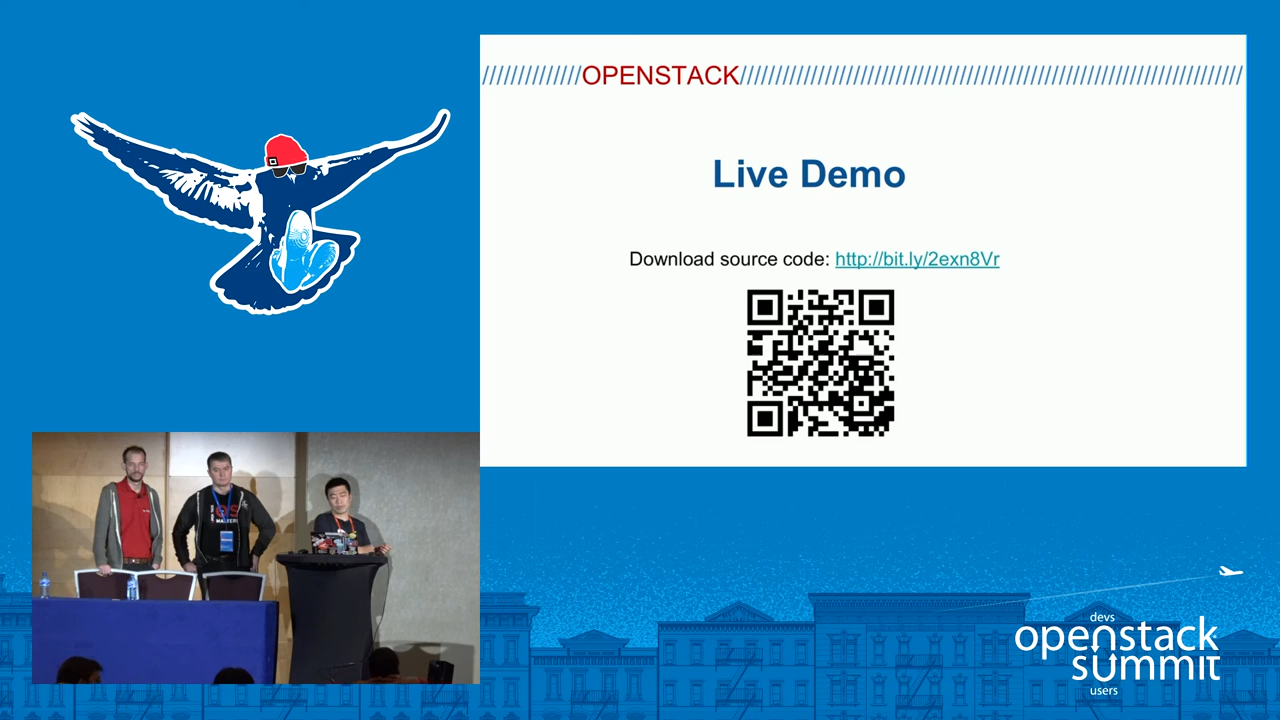 /////////////OPENSTACK//////////////////////////////////////////////////////////////////
Live Demo
Download source code: http://bit.ly/2exn8Vr
devs
openstack
summit
users